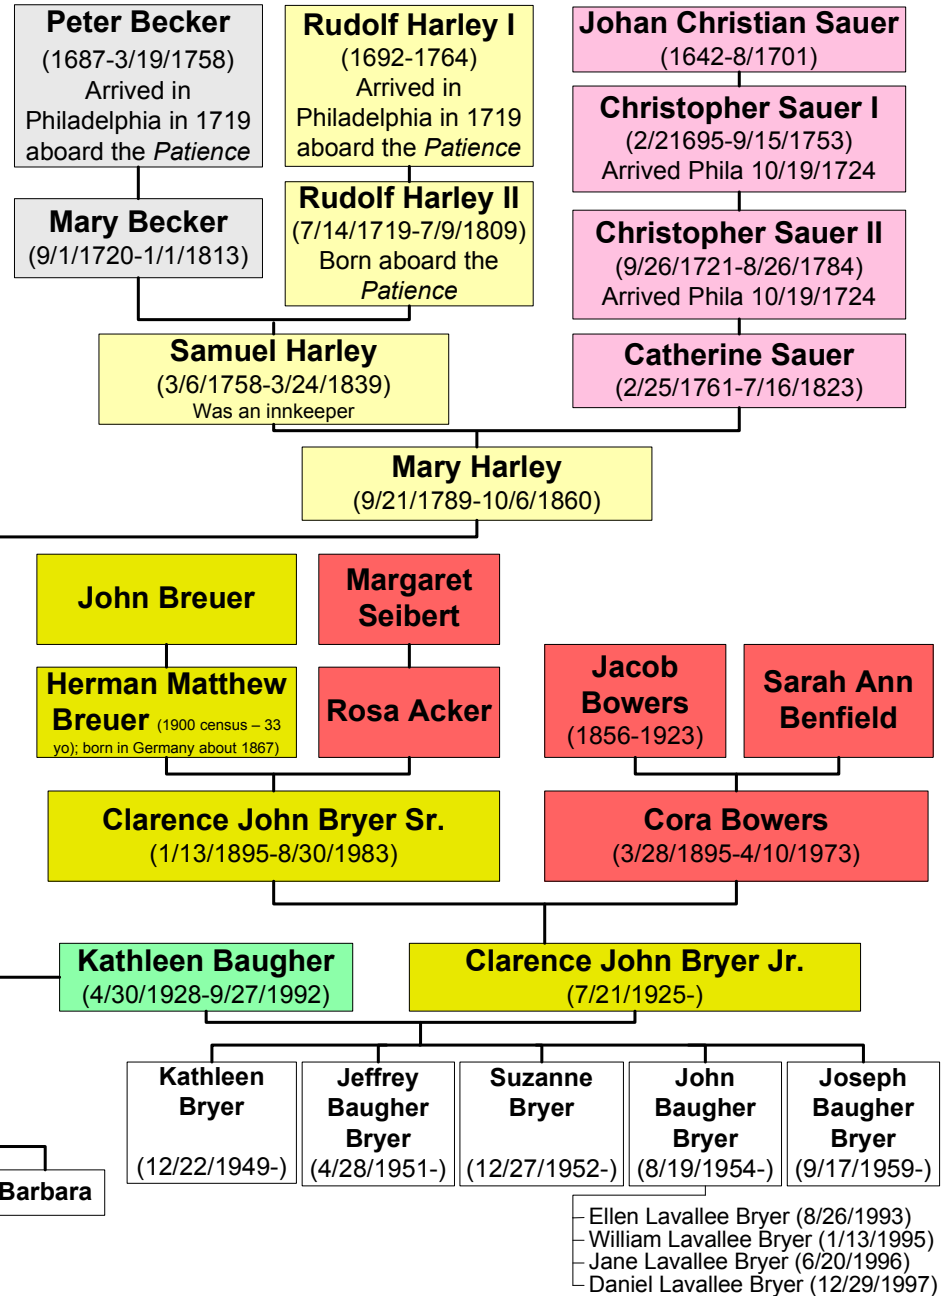 Peter Becker
(1687-3/19/1758)
Arrived in
Philadelphia in 1719
aboard the Patience
Rudolf Harley I
(1692-1764)
Arrived in
Philadelphia in 1719
aboard the Patience
Johan Christian Sauer
(1642-8/1701)
Christopher Sauer I
(2/21695-9/15/1753)
Arrived Phila 10/19/1724
Mary Becker
(9/1/1720-1/1/1813)
Rudolf Harley II
(7/14/1719-7/9/1809)
Born aboard the
Patience
Christopher Sauer II
(9/26/1721-8/26/1784)
Arrived Phila 10/19/1724
Samuel Harley
(3/6/1758-3/24/1839)
Was an innkeeper
Catherine Sauer
(2/25/1761-7/16/1823)
Mary Harley
(9/21/1789-10/6/1860)
John Breuer
Margaret
Seibert
Herman Matthew
Breuer (1900 census – 33
yo); born in Germany about 1867)
Rosa Acker
Jacob
Bowers
(1856-1923)
Sarah Ann
Benfield
Clarence John Bryer Sr.
(1/13/1895-8/30/1983)
Cora Bowers
(3/28/1895-4/10/1973)
Kathleen Baugher
(4/30/1928-9/27/1992)
Clarence John Bryer Jr.
(7/21/1925-)
Kathleen
Bryer
(12/22/1949-)
Jeffrey
Baugher
Bryer
(4/28/1951-)
Suzanne
Bryer
(12/27/1952-)
John
Baugher
Bryer
(8/19/1954-)
Joseph
Baugher
Bryer
(9/17/1959-)
Barbara
Ellen Lavallee Bryer (8/26/1993)
William Lavallee Bryer (1/13/1995)
Jane Lavallee Bryer (6/20/1996)
Daniel Lavallee Bryer (12/29/1997)